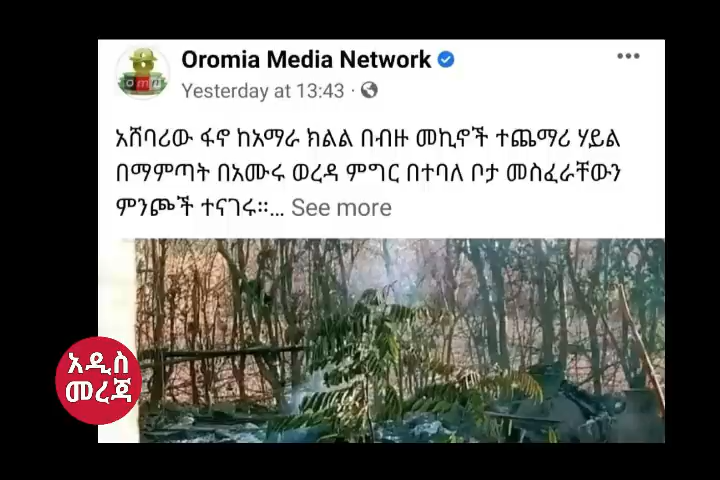 Oromia Media Network
Yesterday at 13:43 ·
አሸባሪው ፋኖ ከአማራ ክልል በብዙ መኪኖች ተጨማሪ ሃይል
በማምጣት በአሙሩ ወረዳ ምግር በተባለ ቦታ መስፈራቸውን
ምንጮች ተናገሩ።... See more
አዲስ
መረጃ
omn